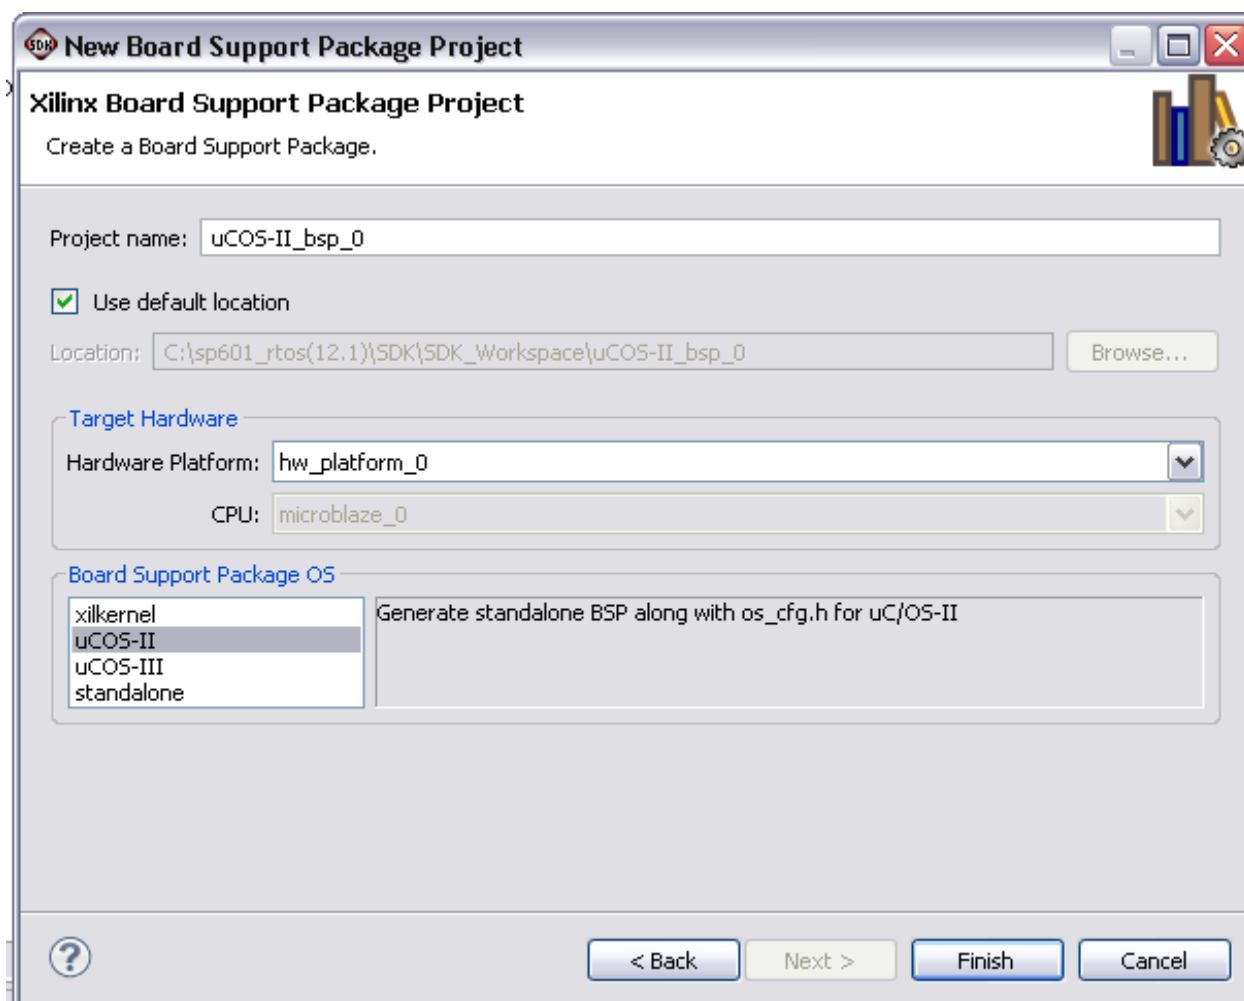 SDK New Board Support Package Project
Xilinx Board Support Package Project
Create a Board Support Package.
Project name: uCOS-II_bsp_0
Use default location
Location: C:\sp601_rtos(12.1)\SDK\SDK_Workspace\uCOS-II_bsp_0 Browse...
Target Hardware
Hardware Platform: hw_platform_0
CPU: microblaze_0
Board Support Package OS
xilkernel
uCOS-II
uCOS-III
standalone
Generate standalone BSP along with os_cfg.h for uC/OS-II
? < Back Next > Finish Cancel